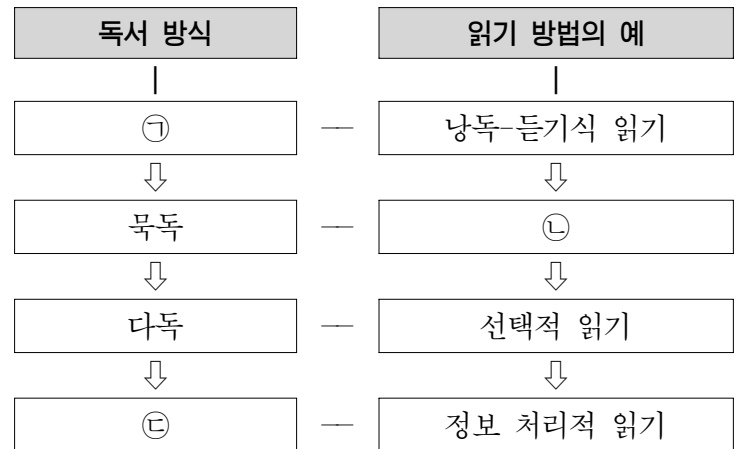 독서 방식 읽기 방법의 예
㉠ — 낭독-듣기식 읽기
묵독 — ㉡
다독 — 선택적 읽기
㉢ — 정보 처리적 읽기